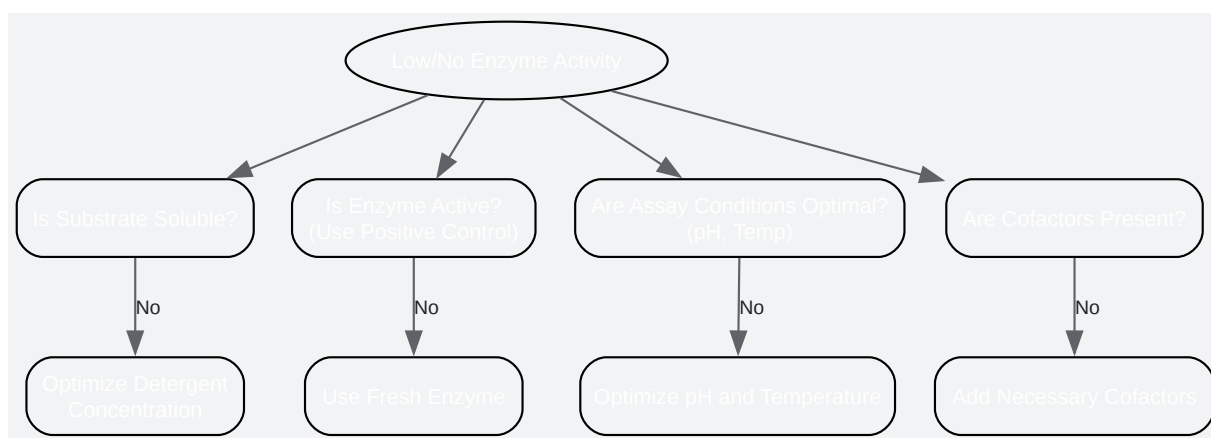 Low/No Enzyme Activity
Is Substrate Soluble?
Is Enzyme Active?
(Use Positive Control)
Are Assay Conditions Optimal?
(pH, Temp)
Are Cofactors Present?
No
No
No
No
Optimize Detergent
Concentration
Use Fresh Enzyme
Optimize pH and Temperature
Add Necessary Cofactors